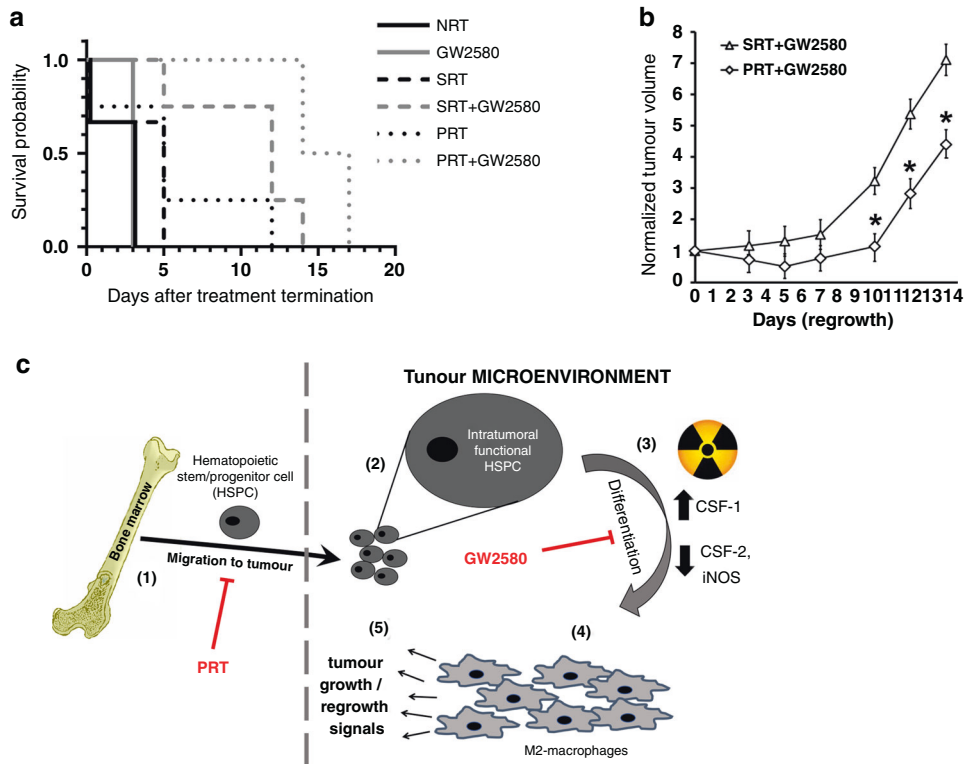 a
Survival probability
1.0
0.5
0.0
0 5 10 15 20
Days after treatment termination
NRT
GW2580
SRT
SRT+GW2580
PRT
PRT+GW2580
b
Normalized tumour volume
8
7
6
5
4
3
2
1
0
SRT+GW2580
PRT+GW2580
*
*
*
0 1 2 3 4 5 6 7 8 9 10 11 12 13 14
Days (regrowth)
c
Tunour MICROENVIRONMENT
Bone marrow
(1)
Hematopoietic
stem/progenitor cell
(HSPC)
Migration to tumour
PRT
(2)
Intratumoral
functional
HSPC
(3)
GW2580
Differentiation
CSF-1
CSF-2,
iNOS
(5)
(4)
tumour
growth /
regrowth
signals
M2-macrophages